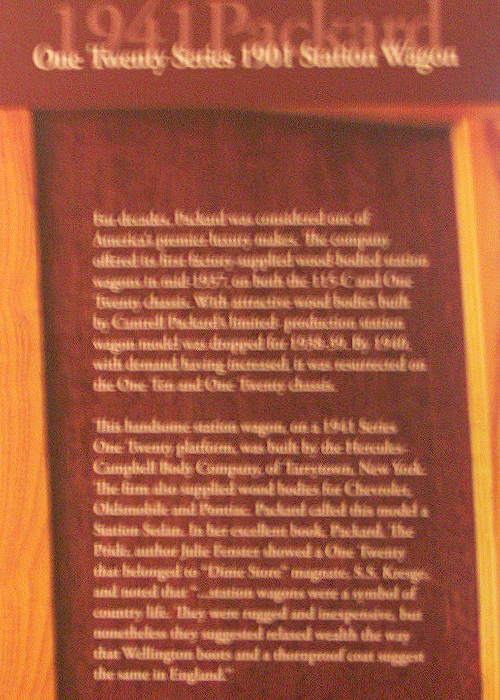 1941 Packard
One Twenty Series 1901 Station Wagon
For decades, Packard was considered one of
America's premier luxury makes. The company
offered its first factory-supplied wood bodied station
wagon in mid-1937, on both the 115-C and One
Twenty chassis. With attractive wood bodies built
by Cantrell Packard's limited- production station
wagon model was dropped for 1938-39. By 1940,
with demand having increased, it was resurrected on
the One Ten and One Twenty chassis.
This handsome station wagon, on a 1941 Series
One Twenty platform, was built by the Hercules-
Campbell Body Company, of Tarrytown, New York.
The firm also supplied wood bodies for Chevrolet,
Oldsmobile and Pontiac. Packard called this model a
Station Sedan. In her excellent book, Packard, The
Pride, author Julie Fenster showed a One Twenty
that belonged to "Dime Store" magnate, S.S. Kresge,
and noted that "...station wagons were a symbol of
country life. They were rugged and inexpensive, but
nonetheless they suggested relaxed wealth the way
that Wellington boots and a thornproof coat suggest
the same in England."